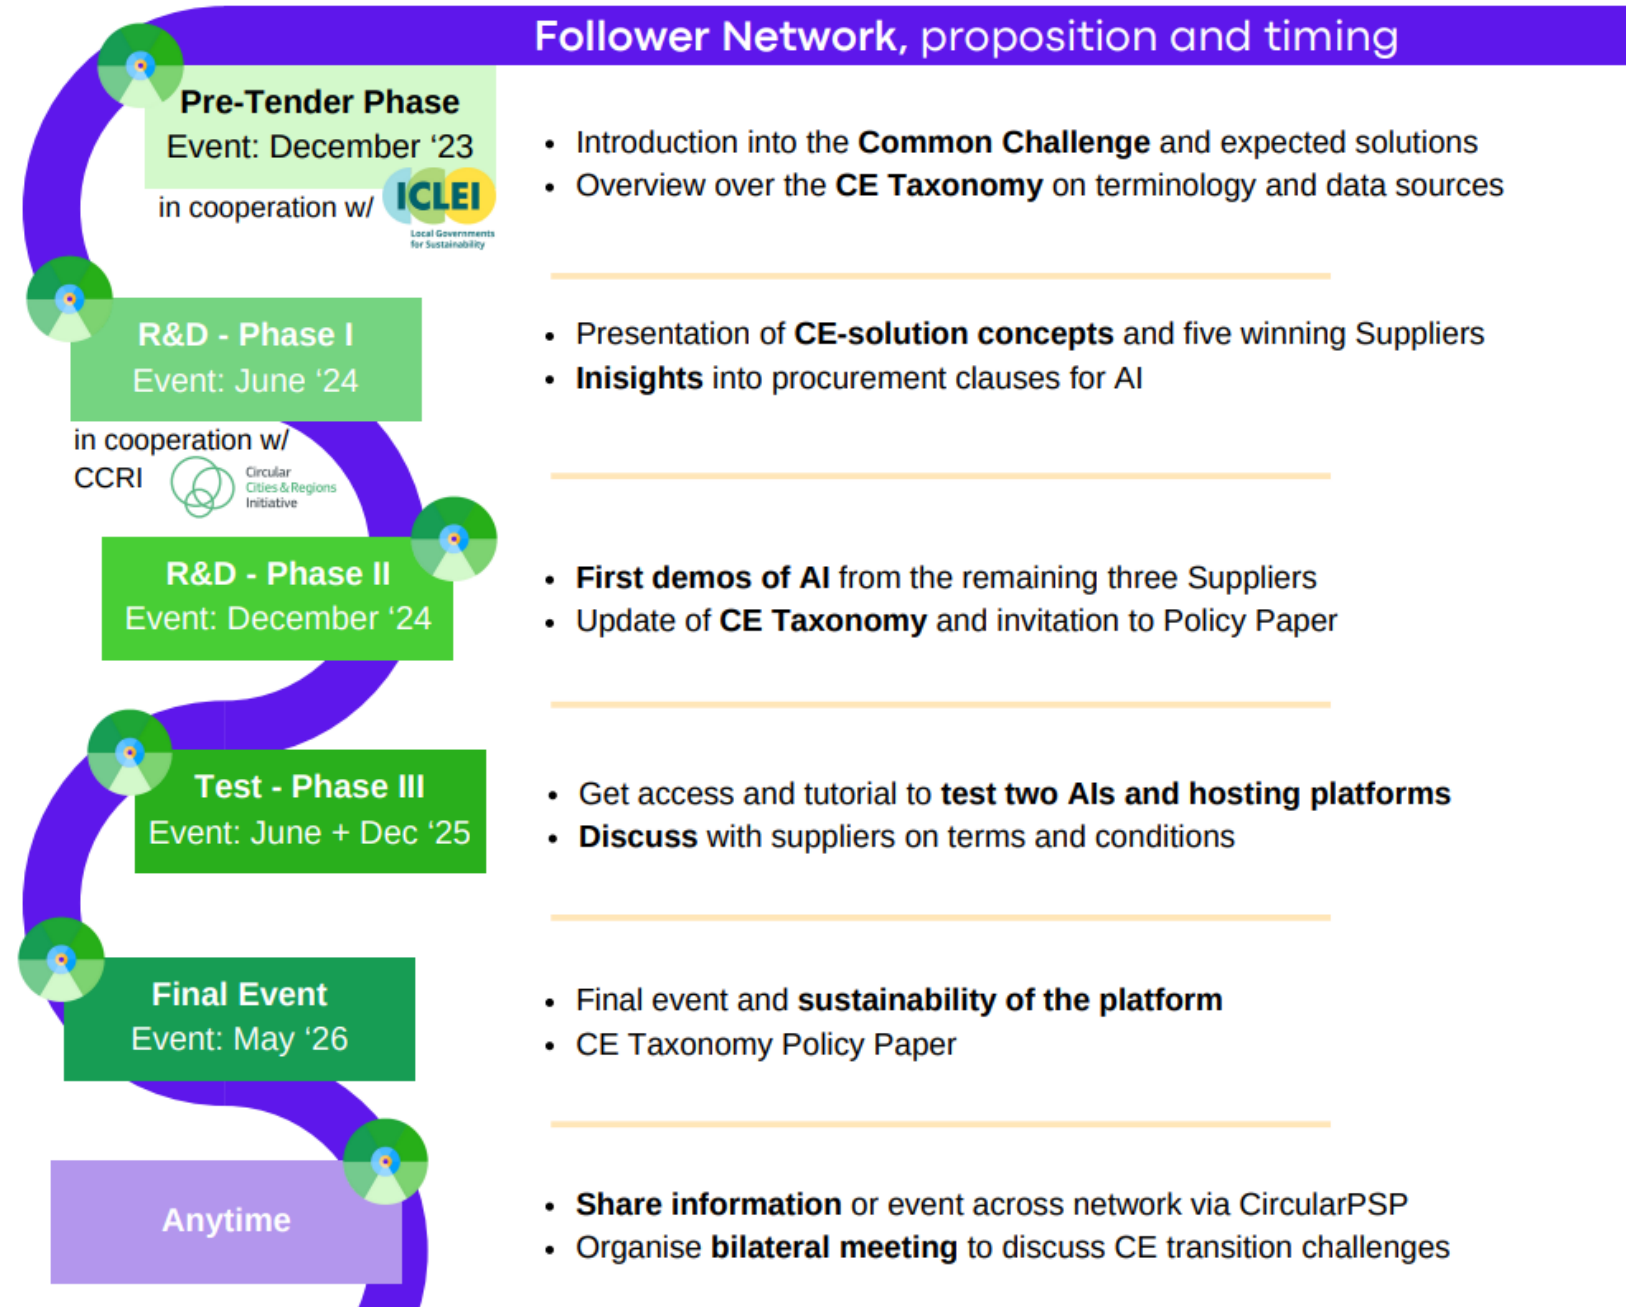 Follower Network, proposition and timing
Pre-Tender Phase
Event: December ‘23
in cooperation w/
ICLEI
Local Governments
for Sustainability
• Introduction into the Common Challenge and expected solutions
• Overview over the CE Taxonomy on terminology and data sources
R&D - Phase I
Event: June ‘24
in cooperation w/
CCRI
Circular
Cities & Regions
Initiative
• Presentation of CE-solution concepts and five winning Suppliers
• Inisights into procurement clauses for AI
R&D - Phase II
Event: December ‘24
• First demos of AI from the remaining three Suppliers
• Update of CE Taxonomy and invitation to Policy Paper
Test - Phase III
Event: June + Dec ‘25
• Get access and tutorial to test two AIs and hosting platforms
• Discuss with suppliers on terms and conditions
Final Event
Event: May ‘26
• Final event and sustainability of the platform
• CE Taxonomy Policy Paper
Anytime
• Share information or event across network via CircularPSP
• Organise bilateral meeting to discuss CE transition challenges